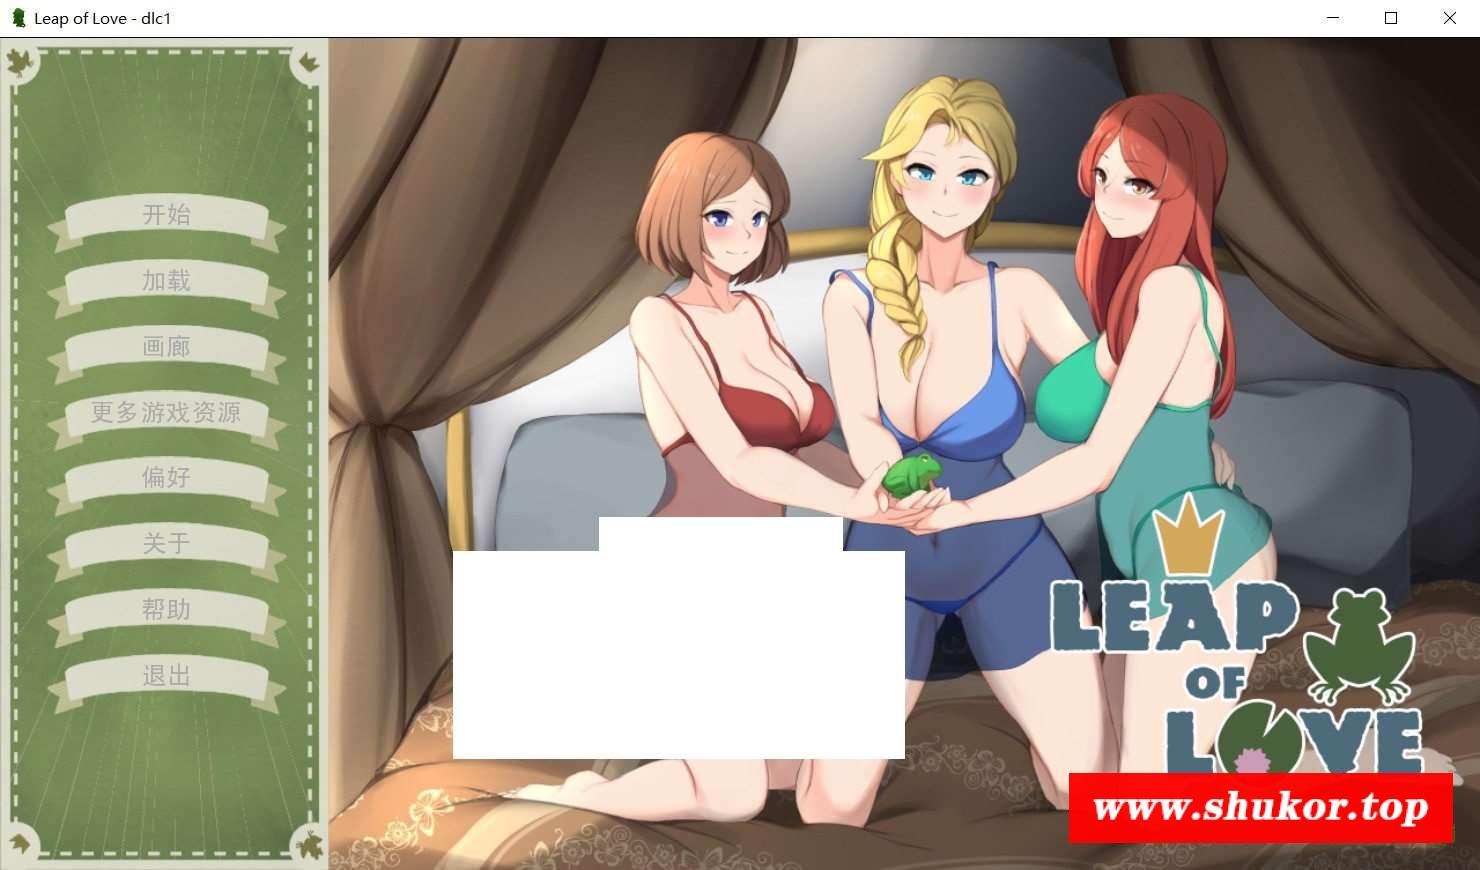 Leap of Love - dlc1
开始
加载
画廊
更多游戏资源
偏好
关于
帮助
退出
LEAP
OF
LOVE
www.shukor.top